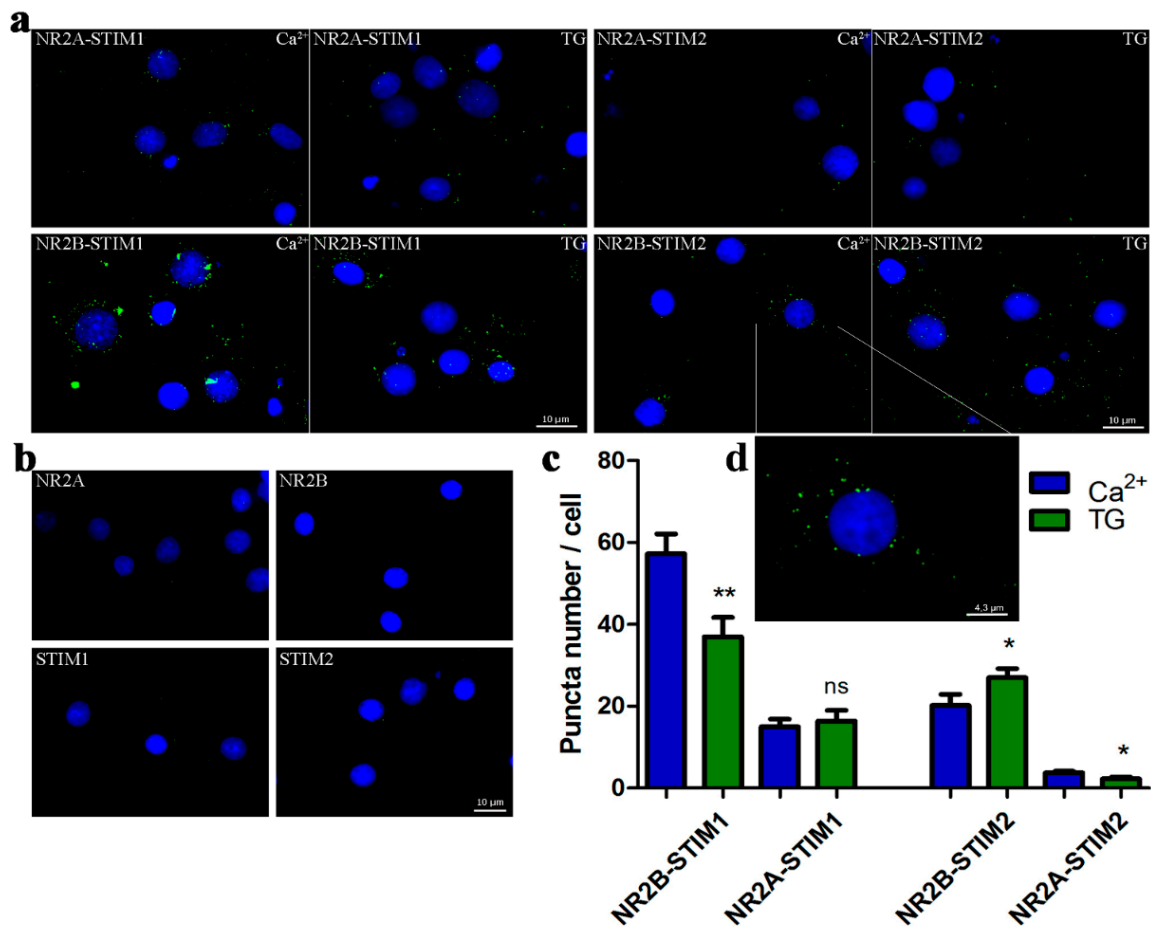 a
NR2A-STIM1 Ca²⁺ NR2A-STIM1 TG NR2A-STIM2 Ca²⁺ NR2A-STIM2 TG
NR2B-STIM1 Ca²⁺ NR2B-STIM1 TG NR2B-STIM2 Ca²⁺ NR2B-STIM2 TG
10 µm 10 µm
b
NR2A NR2B
STIM1 STIM2
10 µm
c
80
60
40
20
0
Puncta number / cell
** ns * *
NR2B-STIM1
NR2A-STIM1
NR2B-STIM2
NR2A-STIM2
d
4,3 µm
Ca²⁺
TG